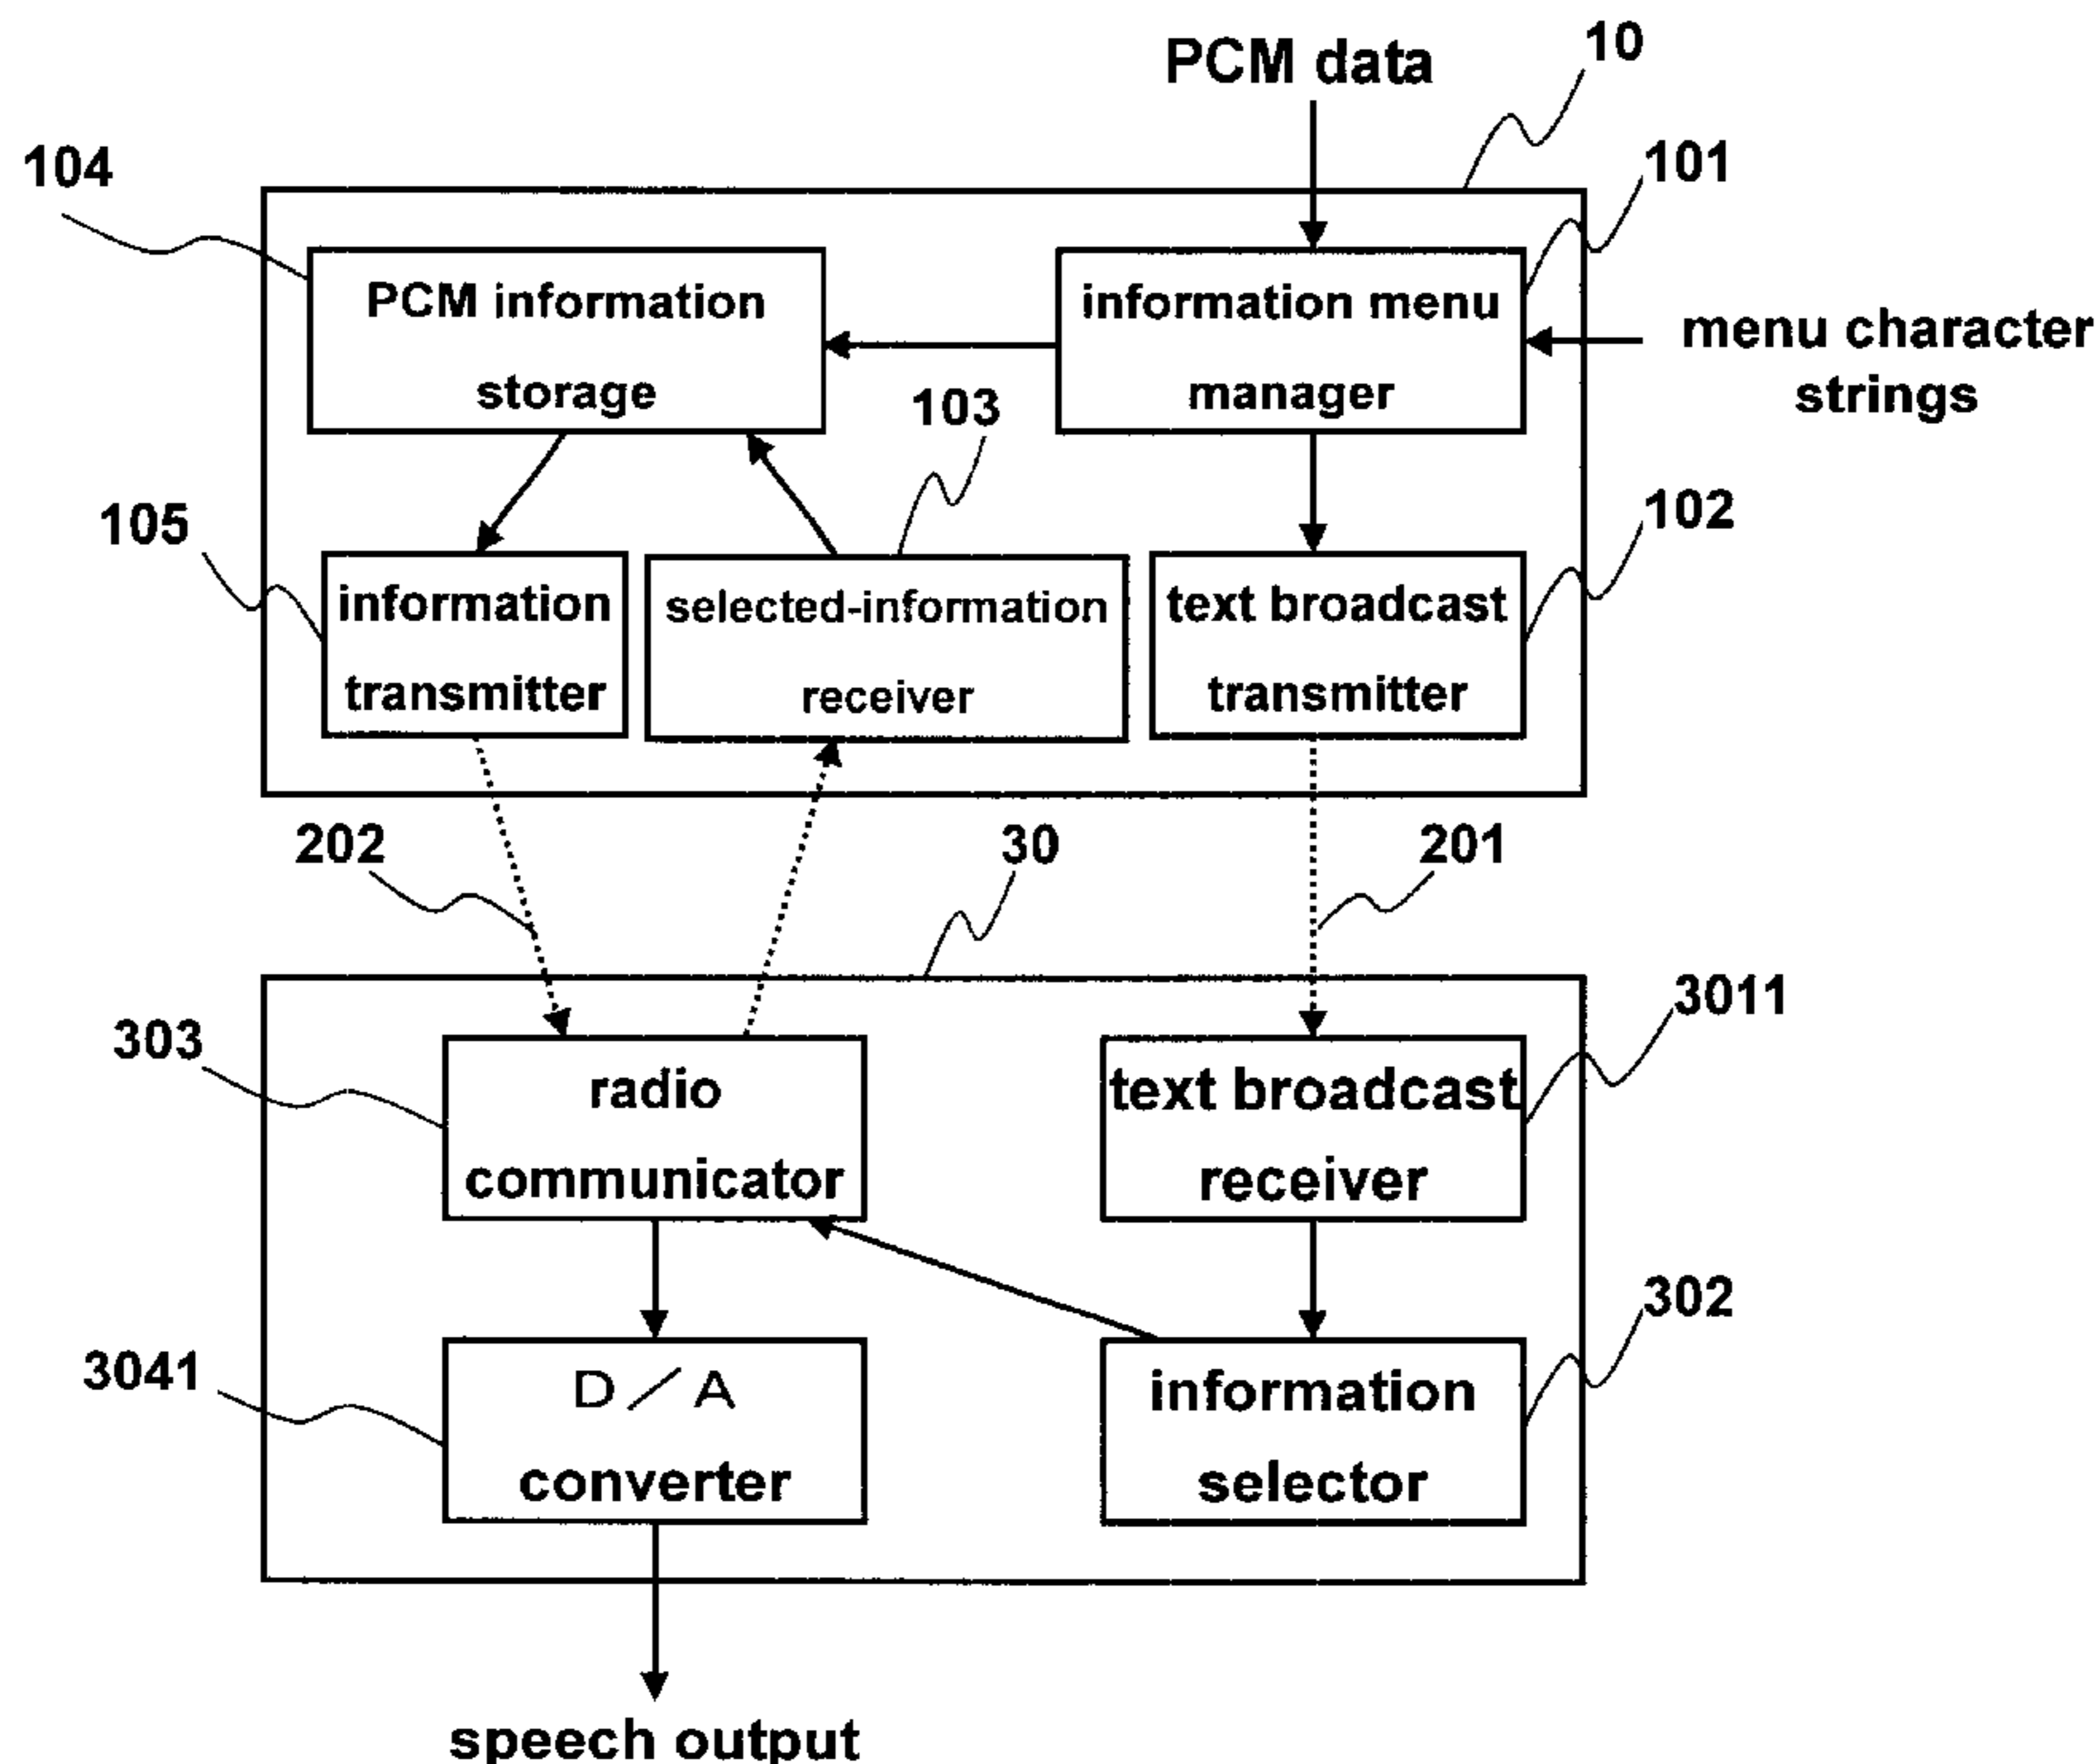 PCM data
10
104
101
PCM information
storage
information menu
manager
menu character
strings
103
105
102
information
transmitter
selected-information
receiver
text broadcast
transmitter
202
30
201
303
3011
radio
communicator
text broadcast
receiver
3041
302
D／A
converter
information
selector
speech output